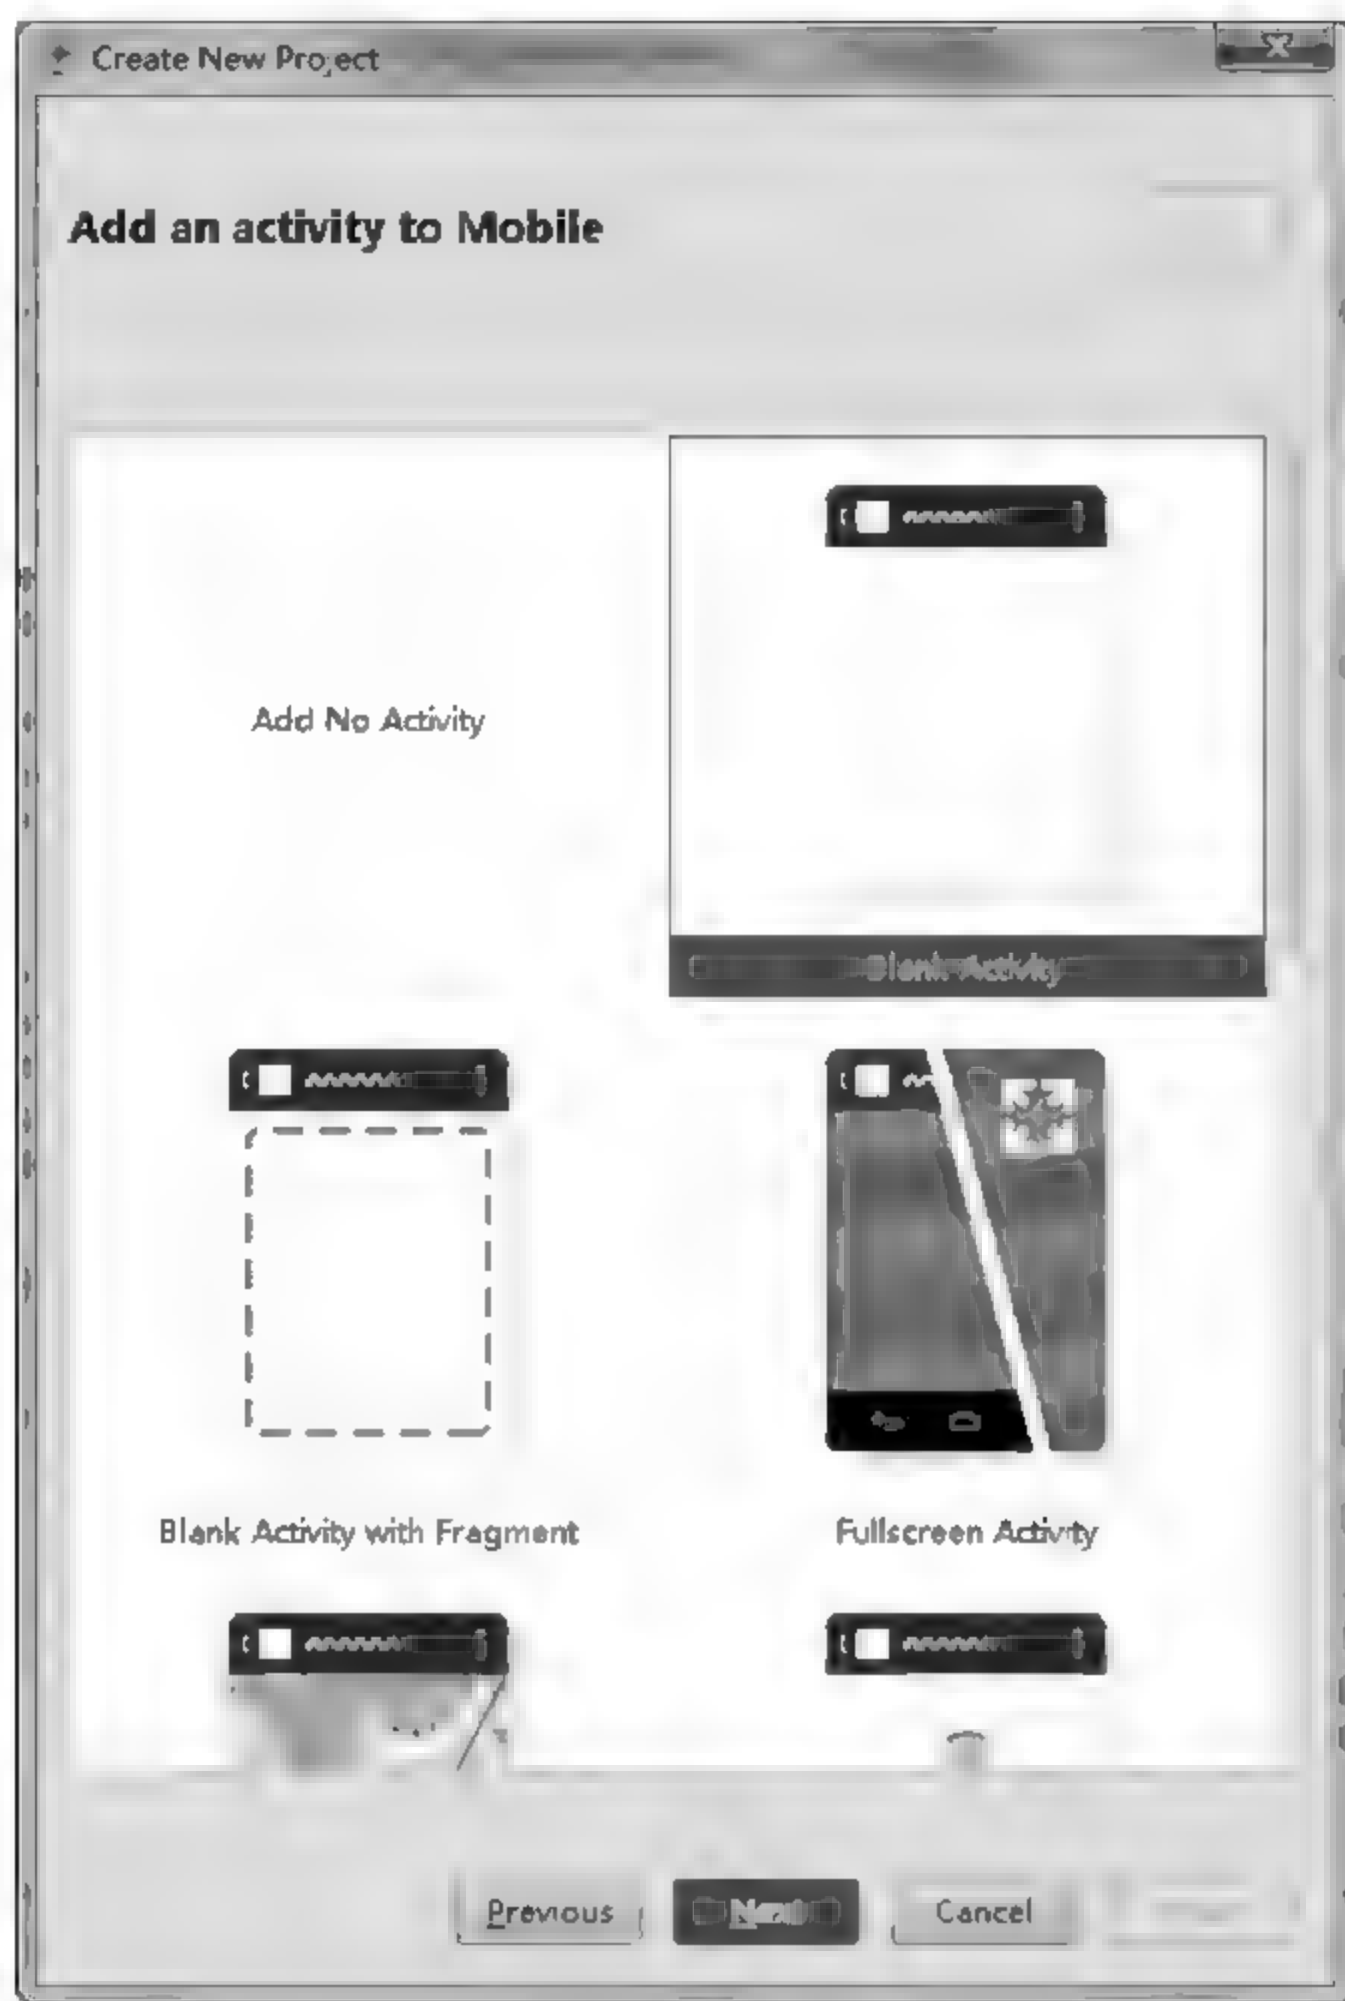 Create New Project
Add an activity to Mobile
Add No Activity
Blank Activity
Blank Activity with Fragment
Fullscreen Activity
Previous
Next
Cancel